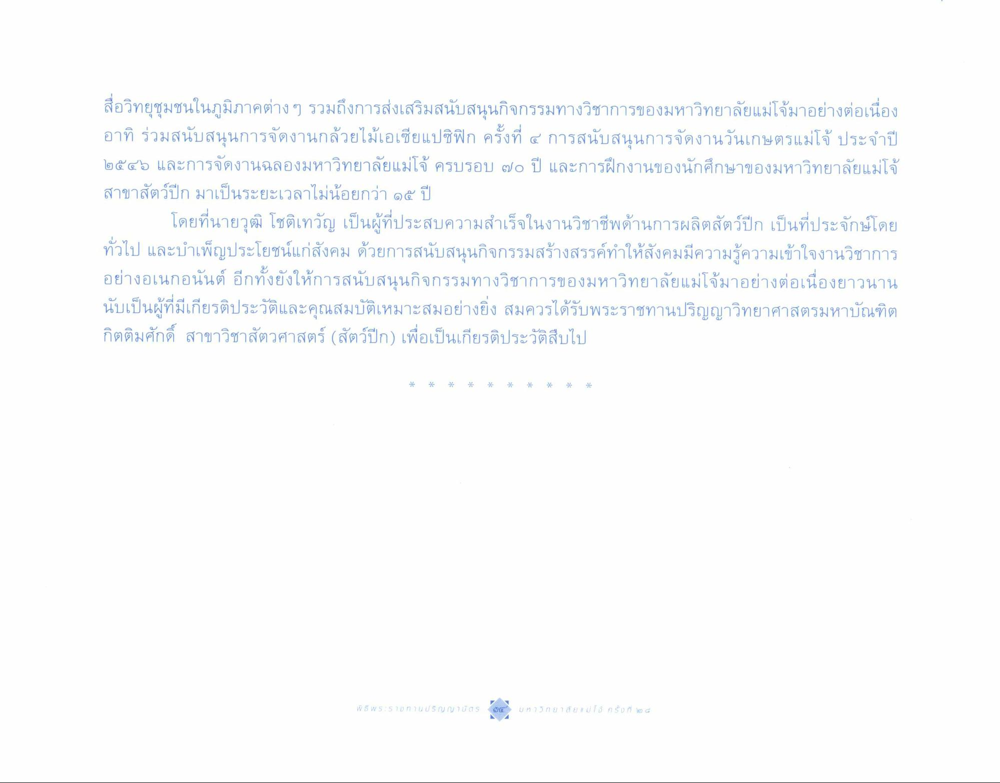 สื่อวิทยุชุมชนในภูมิภาคต่าง ๆ รวมถึงการส่งเสริมสนับสนุนกิจกรรมทางวิชาการของมหาวิทยาลัยแม่โจ้มาอย่างต่อเนื่อง
อาทิ ร่วมสนับสนุนการจัดงานกล้วยไม้เอเซียแปซิฟิก ครั้งที่ ๔ การสนับสนุนการจัดงานวันเกษตรแม่โจ้ ประจำปี
๒๕๔๖ และการจัดงานฉลองมหาวิทยาลัยแม่โจ้ ครบรอบ ๗๐ ปี และการฝึกงานของนักศึกษาของมหาวิทยาลัยแม่โจ้
สาขาสัตว์ปีก มาเป็นระยะเวลาไม่น้อยกว่า ๑๕ ปี
โดยที่นายวุฒิ โชติเทวัญ เป็นผู้ที่ประสบความสำเร็จในงานวิชาชีพด้านการผลิตสัตว์ปีก เป็นที่ประจักษ์โดย
ทั่วไป และบำเพ็ญประโยชน์แก่สังคม ด้วยการสนับสนุนกิจกรรมสร้างสรรค์ทำให้สังคมมีความรู้ความเข้าใจงานวิชาการ
อย่างอเนกอนันต์ อีกทั้งยังให้การสนับสนุนกิจกรรมทางวิชาการของมหาวิทยาลัยแม่โจ้มาอย่างต่อเนื่องยาวนาน
นับเป็นผู้ที่มีเกียรติประวัติและคุณสมบัติเหมาะสมอย่างยิ่ง สมควรได้รับพระราชทานปริญญาวิทยาศาสตรมหาบัณฑิต
กิตติมศักดิ์ สาขาวิชาสัตวศาสตร์ (สัตว์ปีก) เพื่อเป็นเกียรติประวัติสืบไป
* * * * * * * * * *
พิธีพระราชทานปริญญาบัตร ๓๔ มหาวิทยาลัยแม่โจ้ ครั้งที่ ๒๘